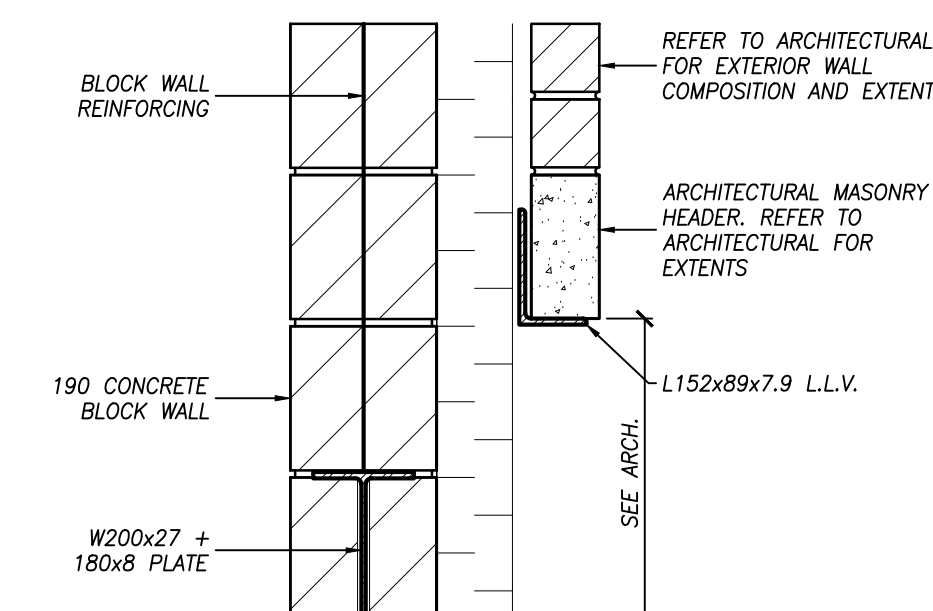 BLOCK WALL
REINFORCING
190 CONCRETE
BLOCK WALL
W200x27 +
180x8 PLATE
REFER TO ARCHITECTURAL
FOR EXTERIOR WALL
COMPOSITION AND EXTENT
ARCHITECTURAL MASONRY
HEADER. REFER TO
ARCHITECTURAL FOR
EXTENTS
L152x89x7.9 L.L.V.
SEE ARCH.